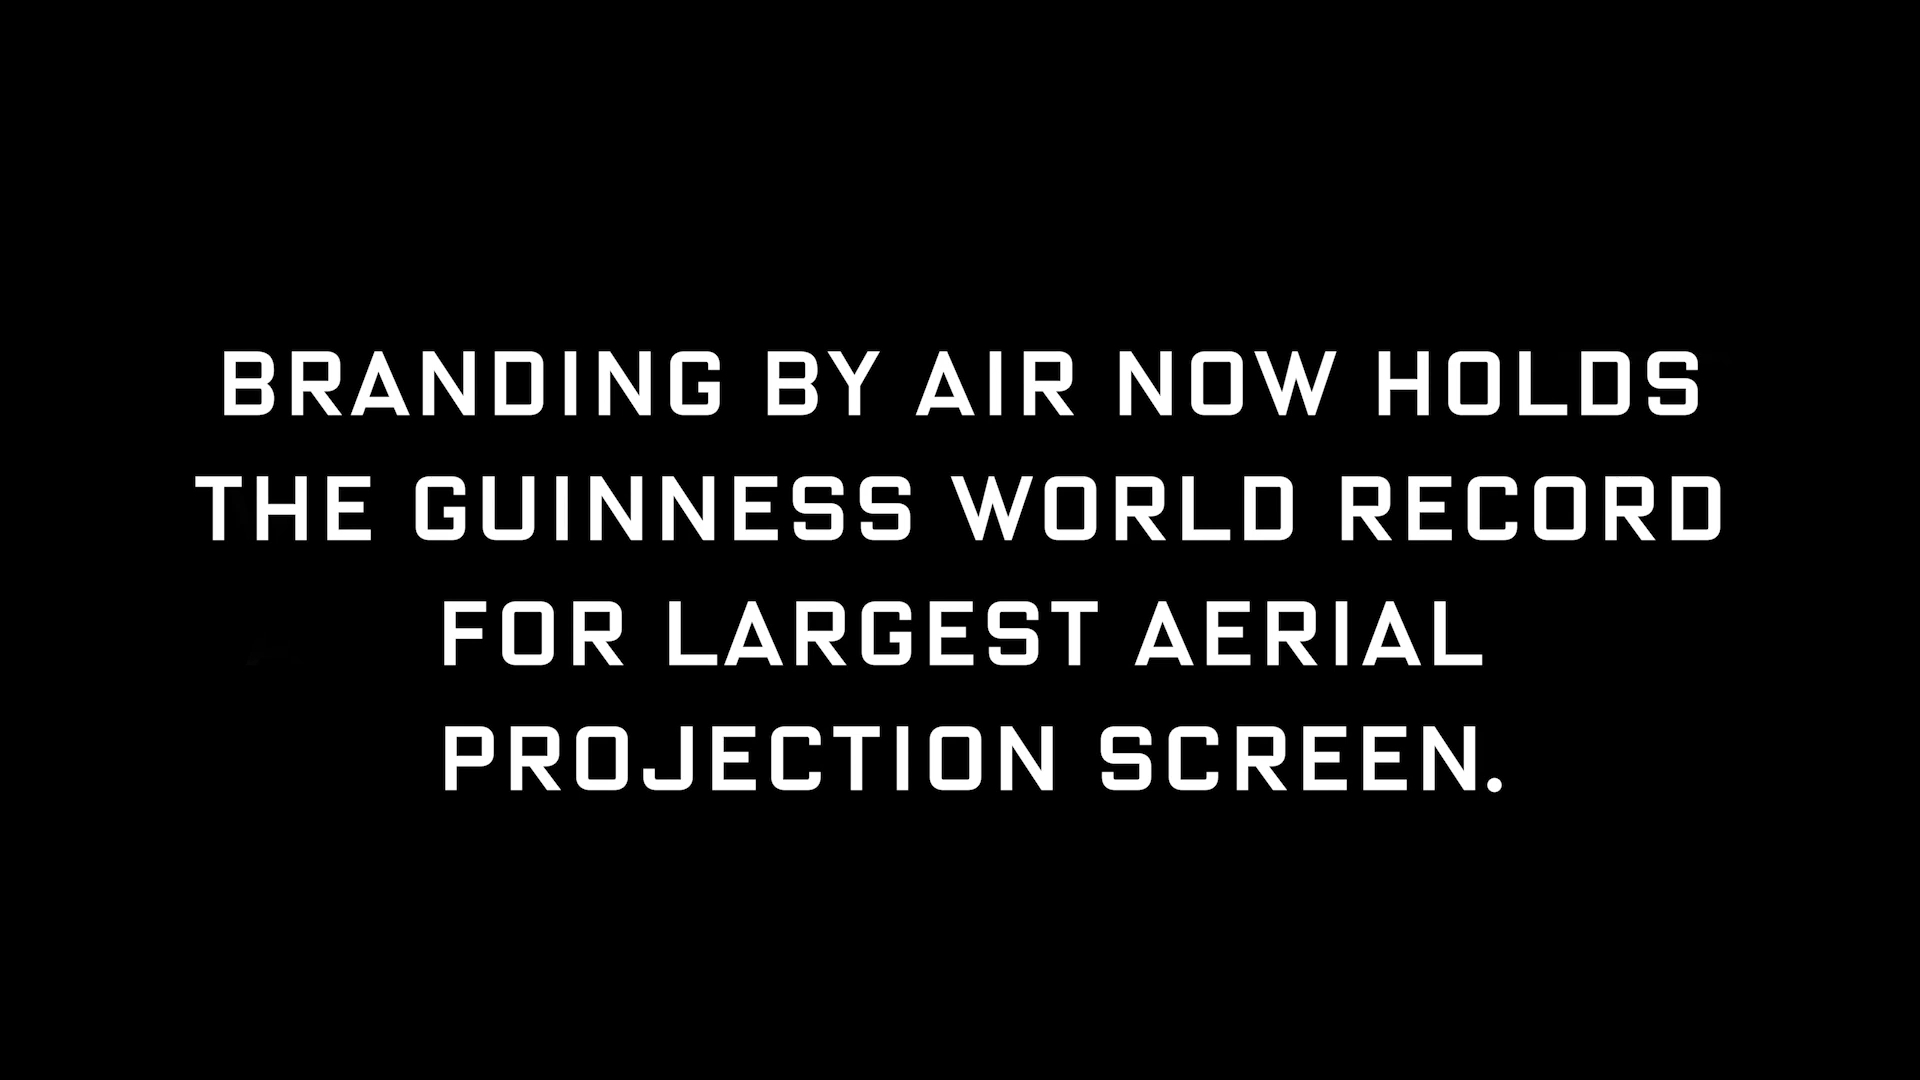 BRANDING BY AIR NOW HOLDS
THE GUINNESS WORLD RECORD
FOR LARGEST AERIAL
PROJECTION SCREEN.